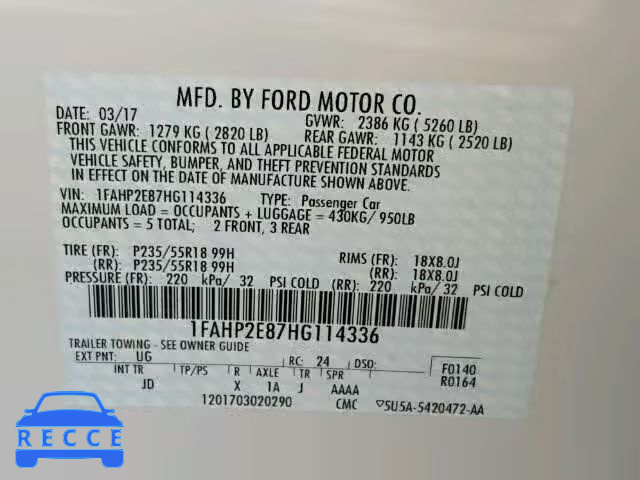 MFD. BY FORD MOTOR CO.
DATE: 03/17 GVWR: 2386 KG ( 5260 LB)
FRONT GAWR: 1279 KG ( 2820 LB) REAR GAWR: 1143 KG ( 2520 LB)
THIS VEHICLE CONFORMS TO ALL APPLICABLE FEDERAL MOTOR
VEHICLE SAFETY, BUMPER, AND THEFT PREVENTION STANDARDS
IN EFFECT ON THE DATE OF MANUFACTURE SHOWN ABOVE.
VIN: 1FAHP2E87HG114336 TYPE: Passenger Car
MAXIMUM LOAD = OCCUPANTS + LUGGAGE = 430KG/ 950LB
OCCUPANTS = 5 TOTAL; 2 FRONT, 3 REAR
TIRE (FR): P235/55R18 99H RIMS (FR): 18X8.0J
(RR): P235/55R18 99H (RR): 18X8.0J
PRESSURE (FR): 220 kPa/ 32 PSI COLD (RR): 220 kPa/ 32 PSI COLD
1FAHP2E87HG114336
TRAILER TOWING - SEE OWNER GUIDE
EXT PNT: UG RC: 24 DSO: F0140
INT TR TP/PS R AXLE TR SPR R0164
JD X 1A J AAAA
1201703020290 CMC 5U5A-5420472-AA